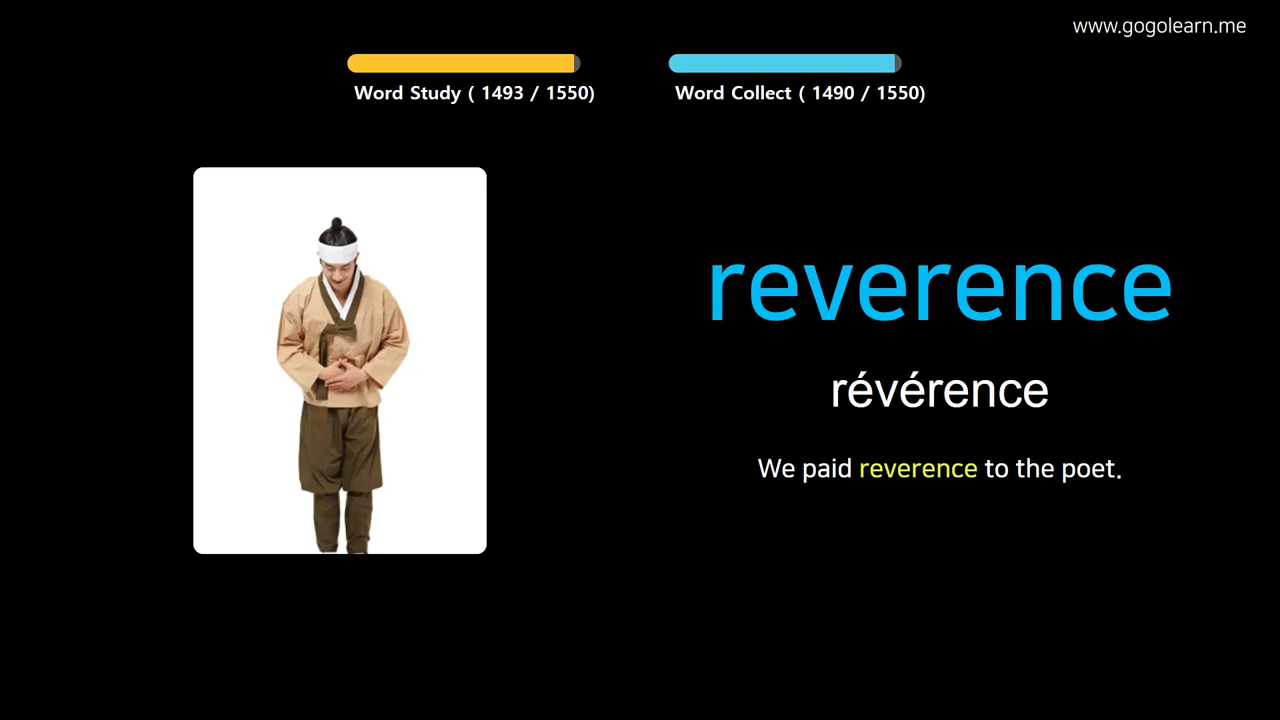 www.gogolearn.me
Word Study ( 1493 / 1550)
Word Collect ( 1490 / 1550)
reverence
révérence
We paid reverence to the poet.